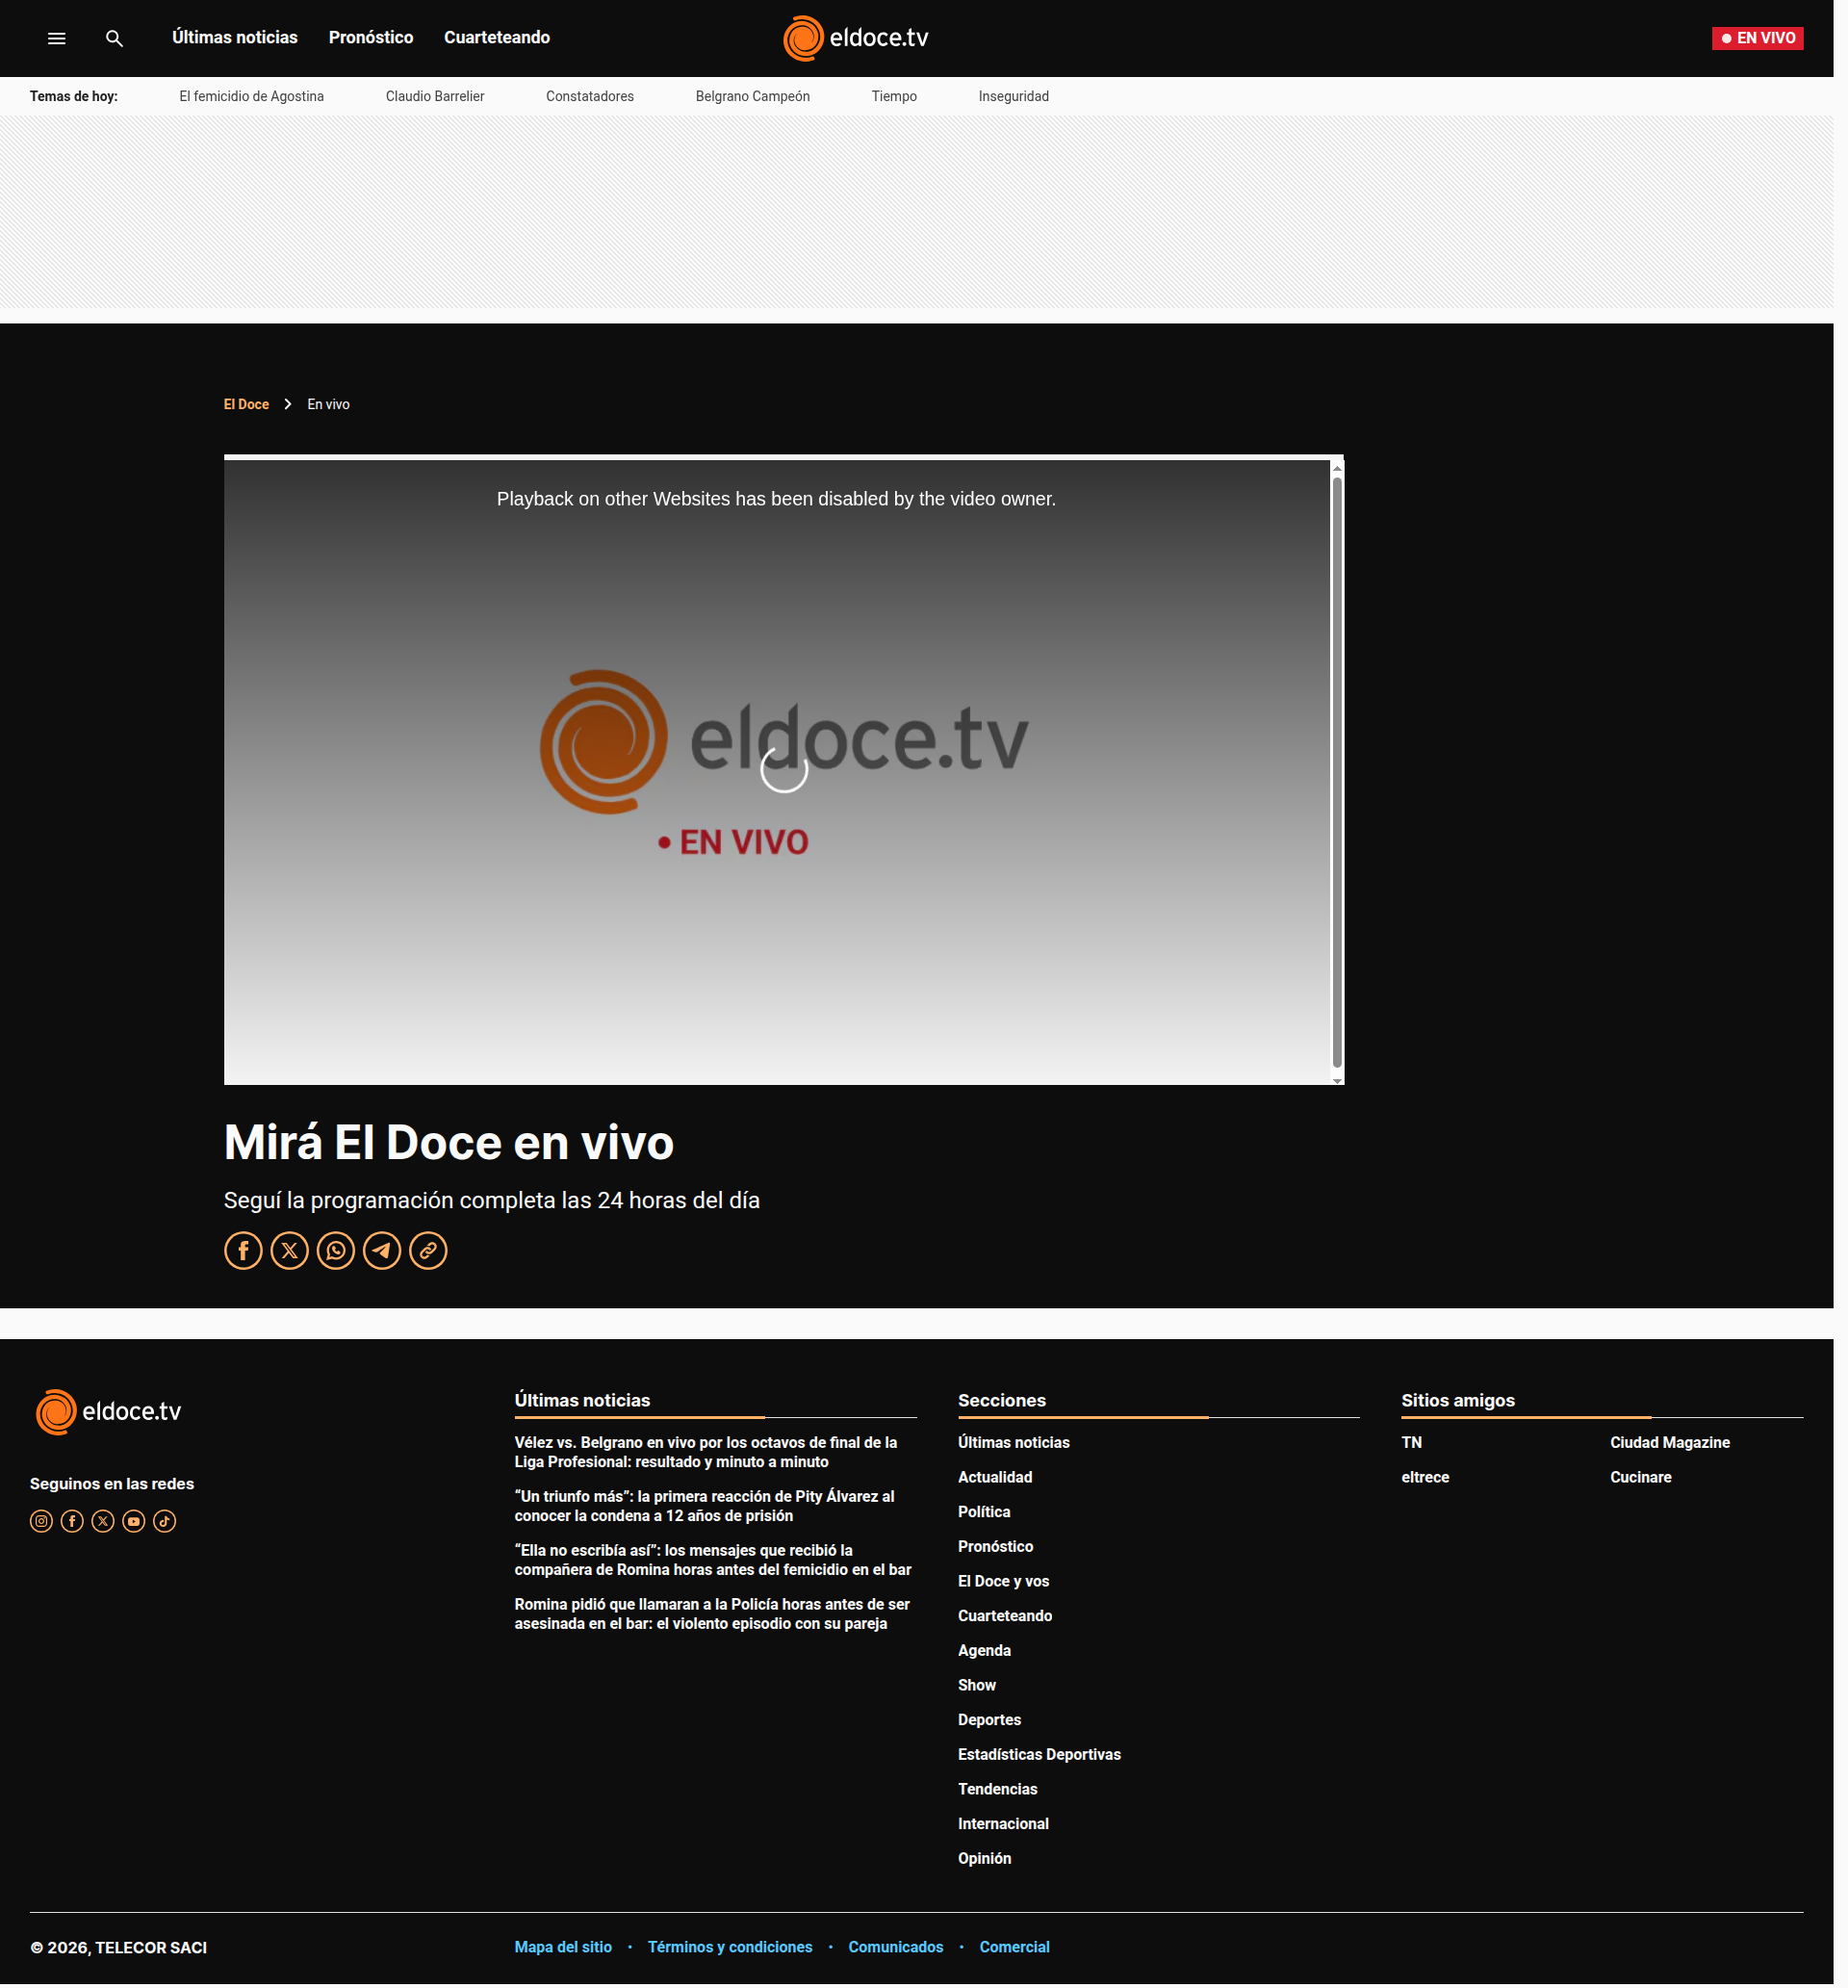 Últimas noticias Pronóstico Cuarteteando eldoce.tv EN VIVO
Temas de hoy: El femicidio de Agostina Claudio Barrelier Constatadores Belgrano Campeón Tiempo Inseguridad
El Doce En vivo
Playback on other Websites has been disabled by the video owner.
eldoce.tv
• EN VIVO
Mirá El Doce en vivo
Seguí la programación completa las 24 horas del día
eldoce.tv
Seguinos en las redes
Últimas noticias
Vélez vs. Belgrano en vivo por los octavos de final de la
Liga Profesional: resultado y minuto a minuto
“Un triunfo más”: la primera reacción de Pity Álvarez al
conocer la condena a 12 años de prisión
“Ella no escribía así”: los mensajes que recibió la
compañera de Romina horas antes del femicidio en el bar
Romina pidió que llamaran a la Policía horas antes de ser
asesinada en el bar: el violento episodio con su pareja
Secciones
Últimas noticias
Actualidad
Política
Pronóstico
El Doce y vos
Cuarteteando
Agenda
Show
Deportes
Estadísticas Deportivas
Tendencias
Internacional
Opinión
Sitios amigos
TN Ciudad Magazine
eltrece Cucinare
© 2026, TELECOR SACI
Mapa del sitio • Términos y condiciones • Comunicados • Comercial